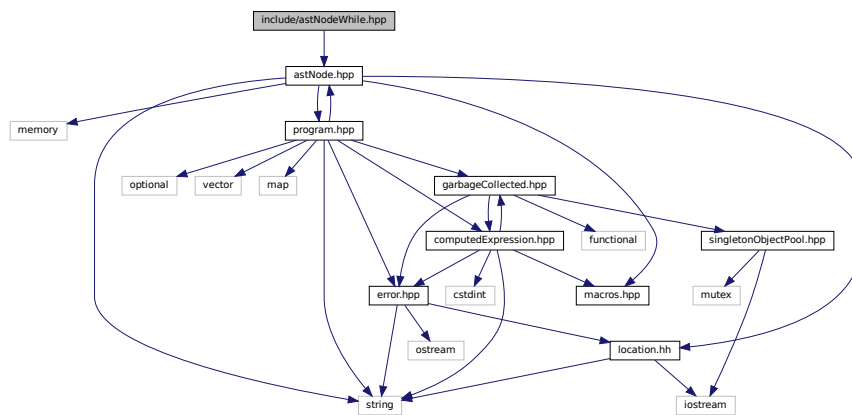 include/astNodeWhile.hpp
astNode.hpp
memory
program.hpp
optional
vector
map
garbageCollected.hpp
computedExpression.hpp
functional
singletonObjectPool.hpp
error.hpp
cstdint
macros.hpp
mutex
ostream
location.hh
string
iostream